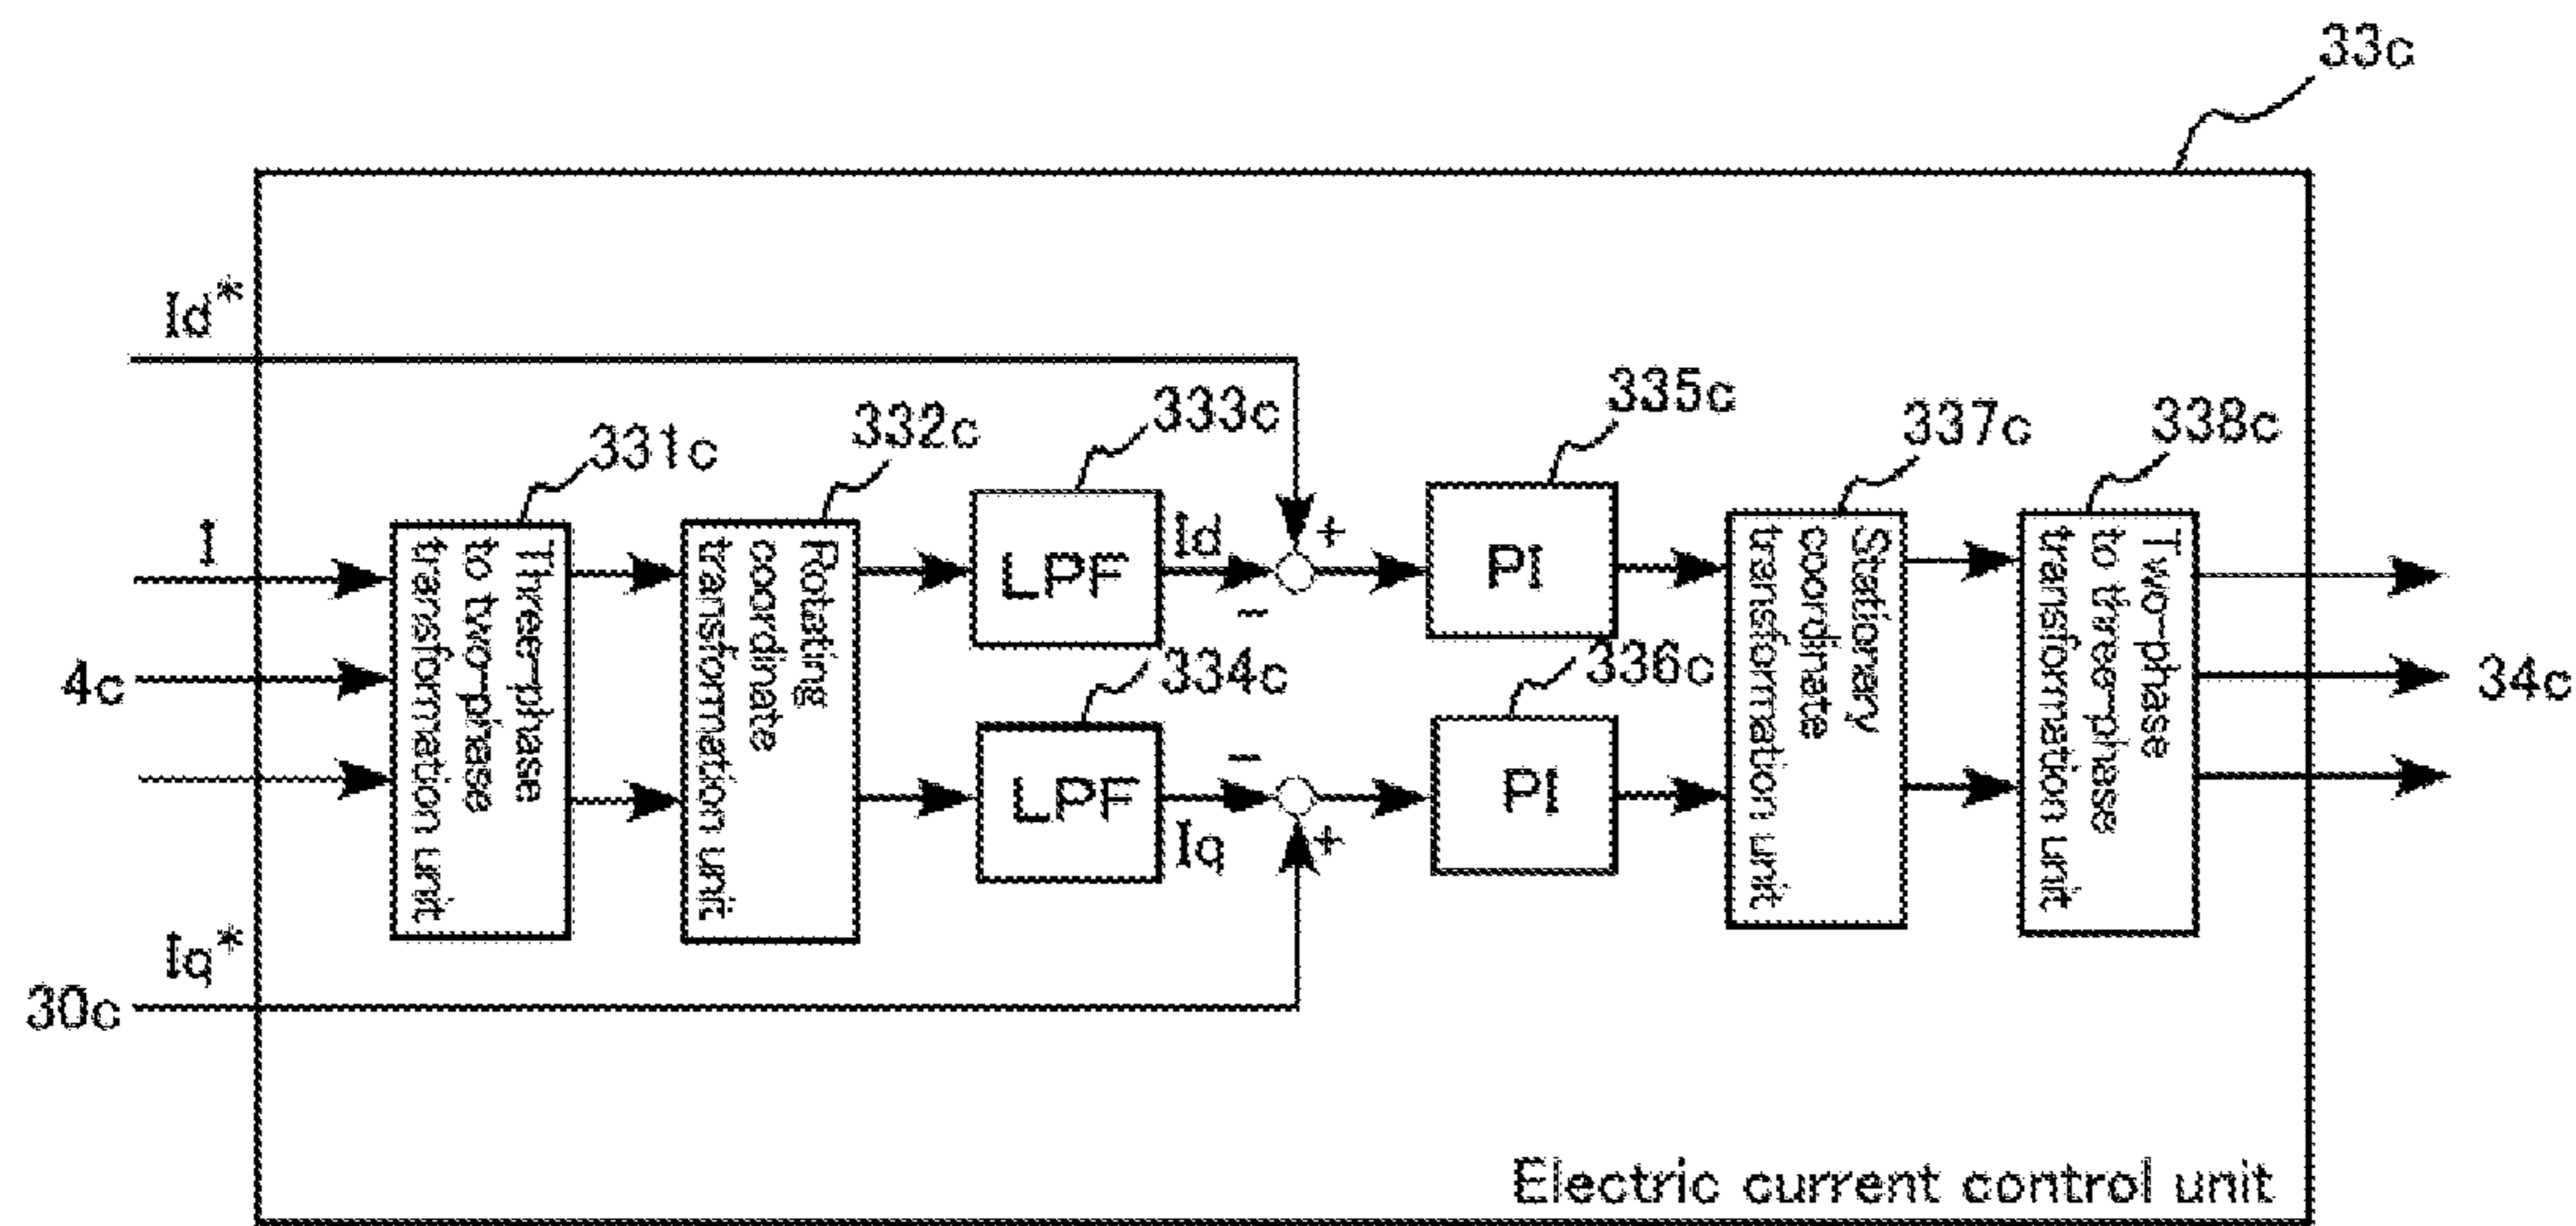 33c
Id*
333c
335c
332c
337c
338c
331c
I
Three-phase
to two-phase
transformation unit
Rotating
coordinate
transformation unit
LPF
Id
+
-
PI
Stationary
coordinate
transformation unit
Two-phase
to three-phase
transformation unit
4c
334c
336c
34c
LPF
Iq
-
+
PI
Iq*
30c
Electric current control unit